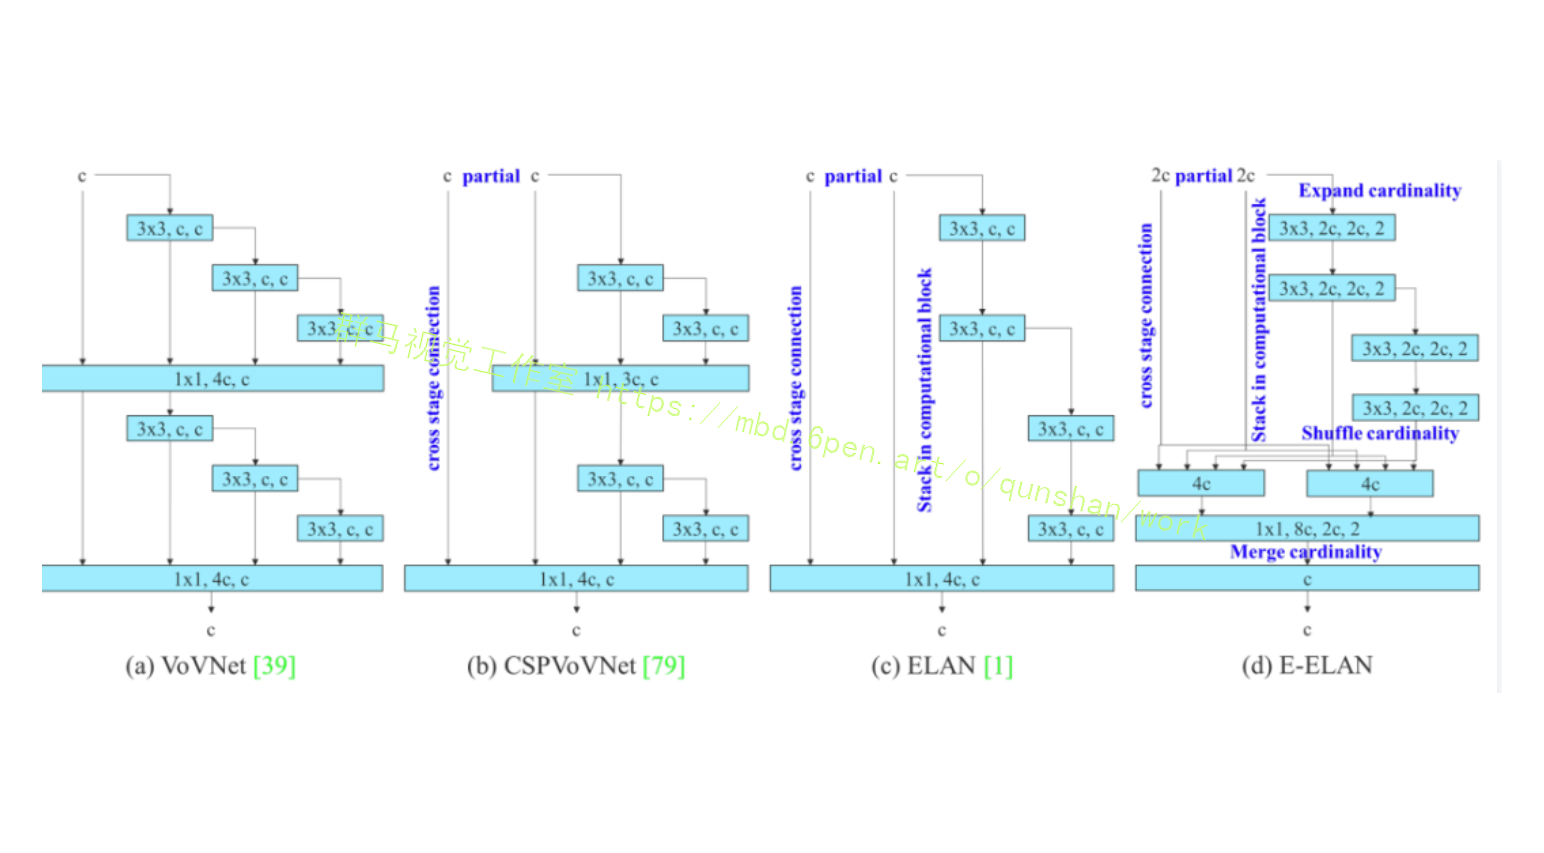 c
3x3, c, c
3x3, c, c
3x3, c, c
1x1, 4c, c
3x3, c, c
3x3, c, c
3x3, c, c
1x1, 4c, c
c
(a) VoVNet [39]
c partial c
cross stage connection
3x3, c, c
3x3, c, c
1x1, 3c, c
3x3, c, c
3x3, c, c
1x1, 4c, c
c
(b) CSPVoVNet [79]
c partial c
cross stage connection
Stack in computational block
3x3, c, c
3x3, c, c
3x3, c, c
3x3, c, c
1x1, 4c, c
c
(c) ELAN [1]
2c partial 2c
Expand cardinality
cross stage connection
Stack in computational block
3x3, 2c, 2c, 2
3x3, 2c, 2c, 2
3x3, 2c, 2c, 2
3x3, 2c, 2c, 2
Shuffle cardinality
4c
4c
1x1, 8c, 2c, 2
Merge cardinality
c
c
(d) E-ELAN
群马视觉工作室 /o/qunshan/work